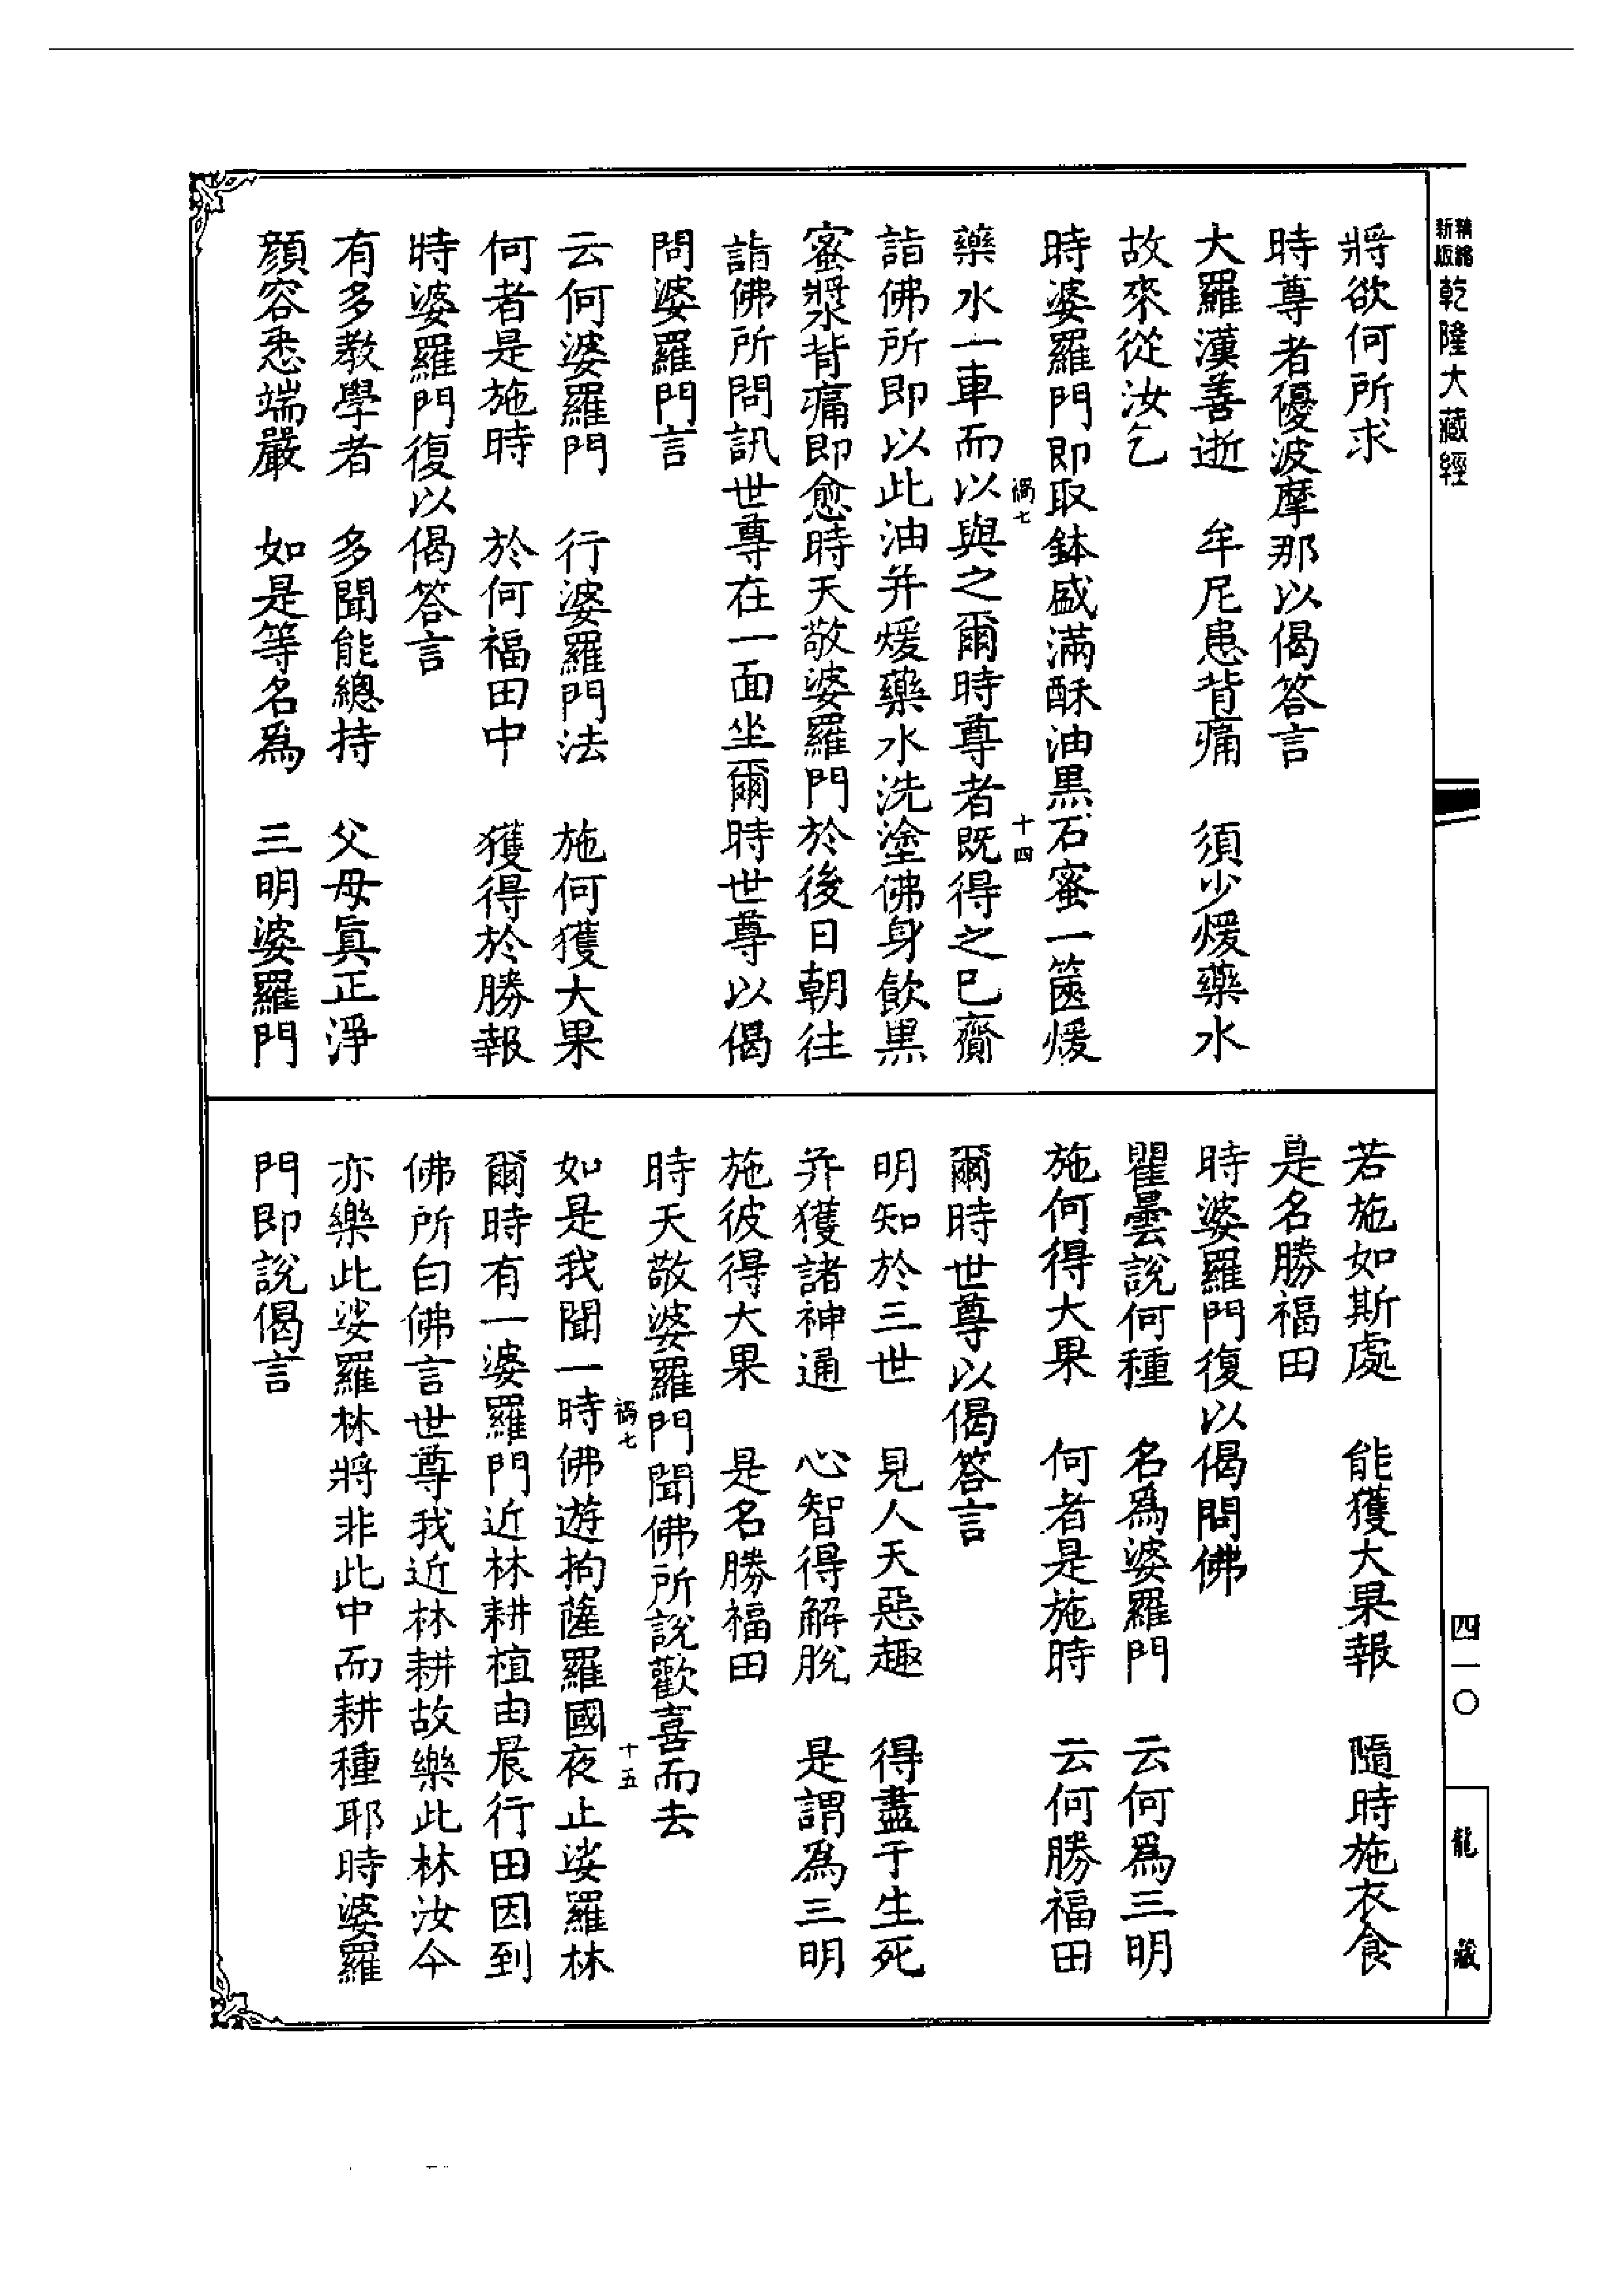 精縮新版 乾隆大藏經
將欲何所求
時尊者優波摩那以偈答言
大羅漢善逝　牟尼患背痛　須少煖藥水
故來從汝乞
時婆羅門即取鉢盛滿酥油黑石蜜一篋煖
禍七　十四
藥水一車而以與之爾時尊者既得之已齎
詣佛所即以此油并煖藥水洗塗佛身飲黑
蜜漿背痛即愈時天敬婆羅門於後日朝往
詣佛所問訊世尊在一面坐爾時世尊以偈
問婆羅門言
云何婆羅門　行婆羅門法　施何獲大果
何者是施時　於何福田中　獲得於勝報
時婆羅門復以偈答言
有多教學者　多聞能總持　父母眞正淨
顏容悉端嚴　如是等名爲　三明婆羅門
若施如斯處　能獲大果報　隨時施衣食
是名勝福田
時婆羅門復以偈問佛
瞿曇說何種　名爲婆羅門　云何爲三明
施何得大果　何者是施時　云何勝福田
爾時世尊以偈答言
明知於三世　見人天惡趣　得盡于生死
并獲諸神通　心智得解脫　是謂爲三明
施彼得大果　是名勝福田
時天敬婆羅門聞佛所說歡喜而去
禍七　十五
如是我聞一時佛遊拘薩羅國夜止娑羅林
爾時有一婆羅門近林耕植由晨行田因到
佛所白佛言世尊我近林耕故樂此林汝今
亦樂此娑羅林將非此中而耕種耶時婆羅
門即說偈言
四一〇
龍藏